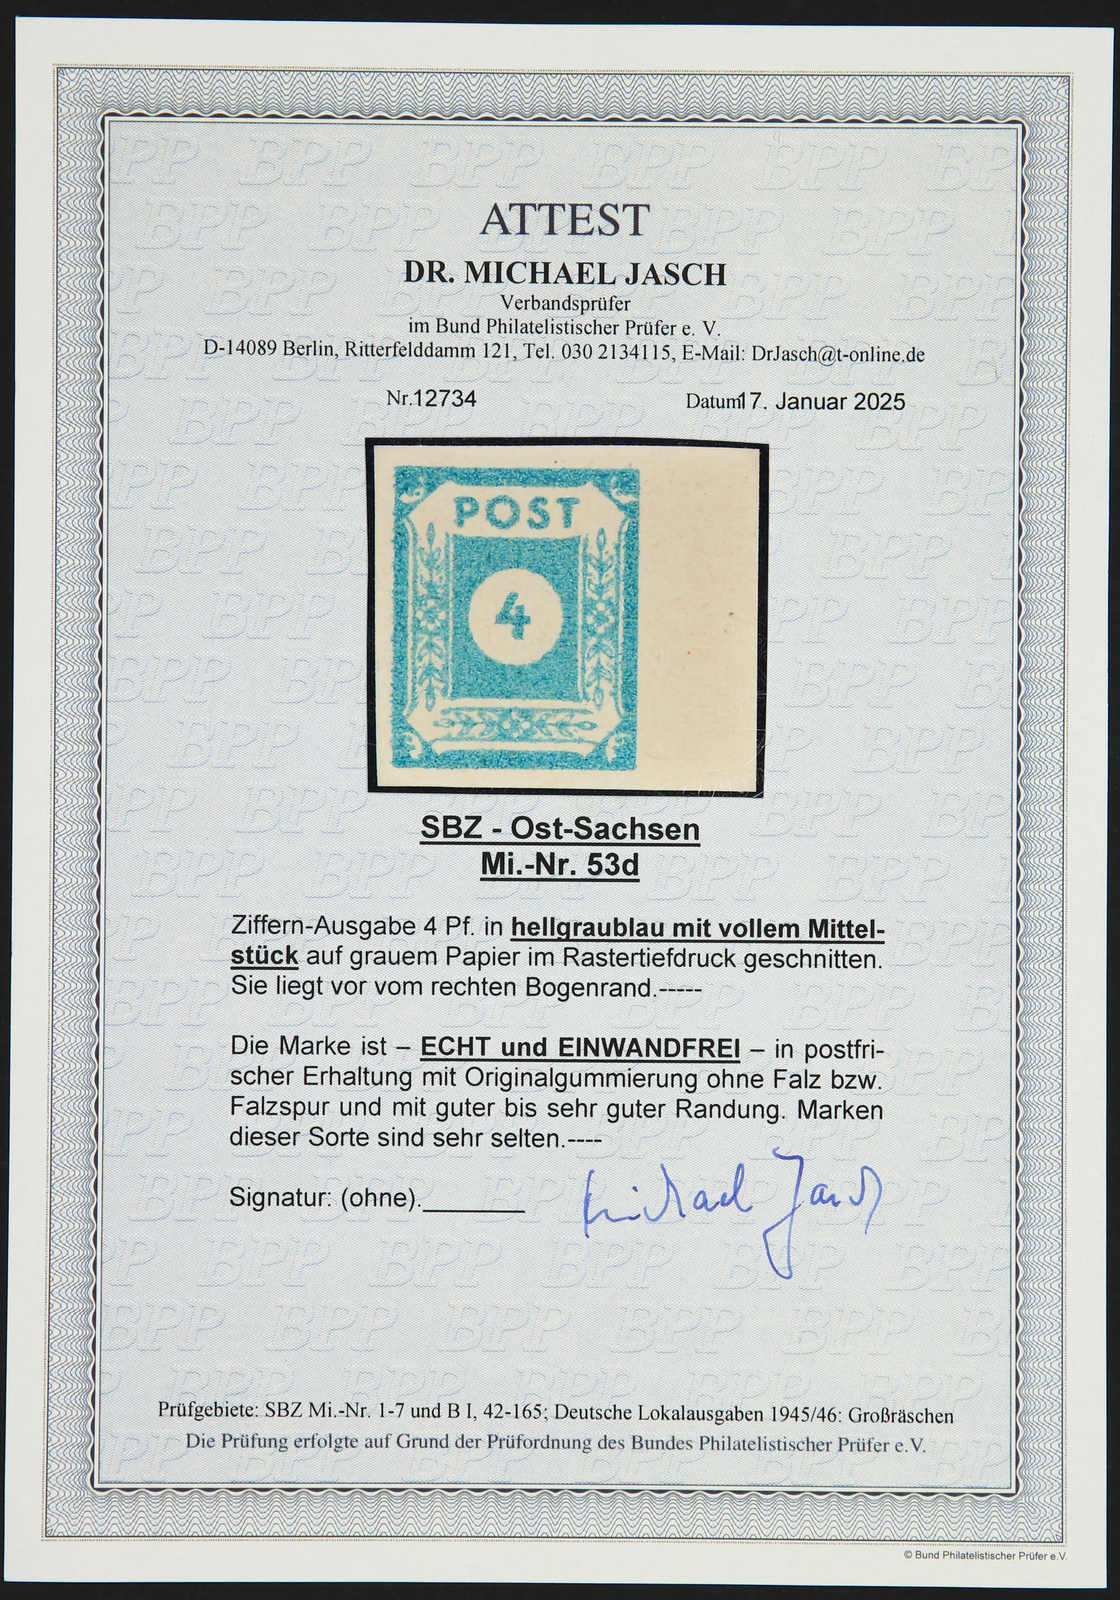 ATTEST
DR. MICHAEL JASCH
Verbandsprüfer
im Bund Philatelistischer Prüfer e. V.
D-14089 Berlin, Ritterfelddamm 121, Tel. 030 2134115, E-Mail: DrJasch@t-online.de
Nr.12734 Datum17. Januar 2025
POST
4
SBZ - Ost-Sachsen
Mi.-Nr. 53d
Ziffern-Ausgabe 4 Pf. in hellgraublau mit vollem Mittel-
stück auf grauem Papier im Rastertiefdruck geschnitten.
Sie liegt vor vom rechten Bogenrand.-----
Die Marke ist – ECHT und EINWANDFREI – in postfri-
scher Erhaltung mit Originalgummierung ohne Falz bzw.
Falzspur und mit guter bis sehr guter Randung. Marken
dieser Sorte sind sehr selten.----
Signatur: (ohne).________
Michael Jasch
Prüfgebiete: SBZ Mi.-Nr. 1-7 und B I, 42-165; Deutsche Lokalausgaben 1945/46: Großräschen
Die Prüfung erfolgte auf Grund der Prüfordnung des Bundes Philatelistischer Prüfer e.V.
© Bund Philatelistischer Prüfer e.V.